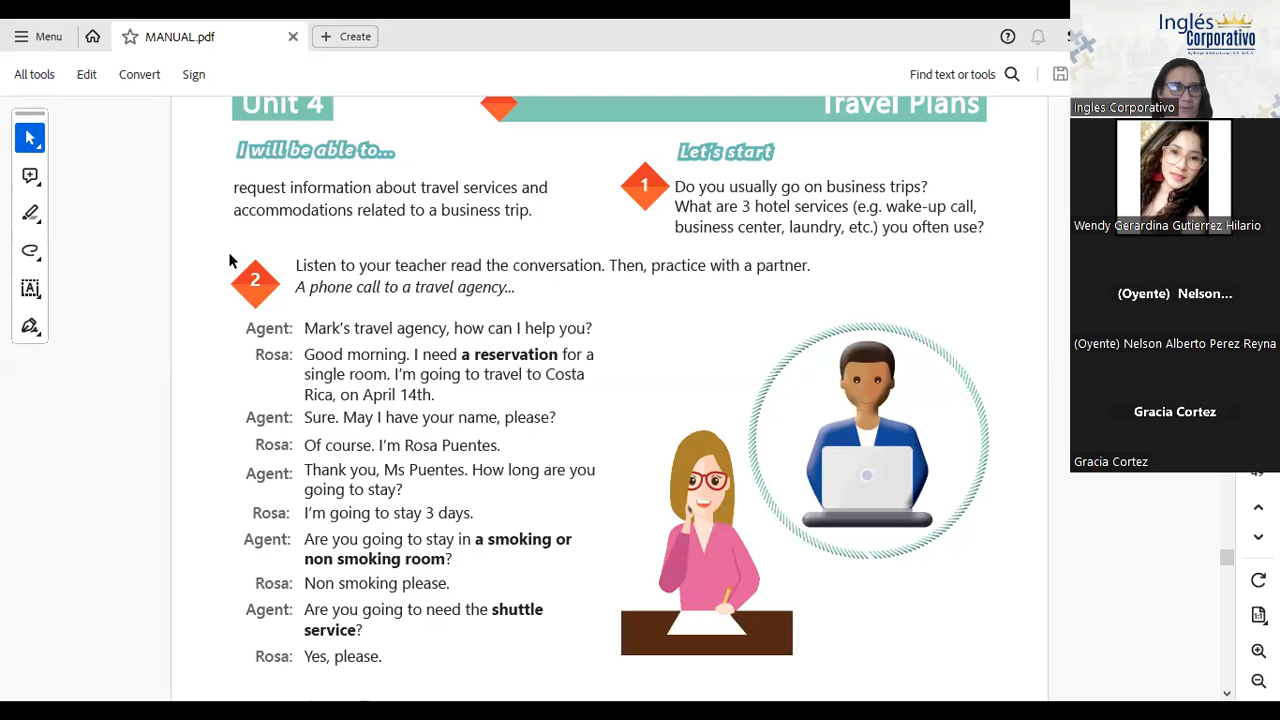 Menu
MANUAL.pdf
Create
All tools
Edit
Convert
Sign
Find text or tools
Unit 4
Travel Plans
I will be able to...
request information about travel services and
accommodations related to a business trip.
Let's start
1
Do you usually go on business trips?
What are 3 hotel services (e.g. wake-up call,
business center, laundry, etc.) you often use?
2
Listen to your teacher read the conversation. Then, practice with a partner.
A phone call to a travel agency...
Agent: Mark's travel agency, how can I help you?
Rosa: Good morning. I need a reservation for a
single room. I'm going to travel to Costa
Rica, on April 14th.
Agent: Sure. May I have your name, please?
Rosa: Of course. I'm Rosa Puentes.
Agent: Thank you, Ms Puentes. How long are you
going to stay?
Rosa: I'm going to stay 3 days.
Agent: Are you going to stay in a smoking or
non smoking room?
Rosa: Non smoking please.
Agent: Are you going to need the shuttle
service?
Rosa: Yes, please.
Inglés
Corporativo
Ingles Corporativo
Wendy Gerardina Gutierrez Hilario
(Oyente) Nelson...
(Oyente) Nelson Alberto Perez Reyna
Gracia Cortez
Gracia Cortez